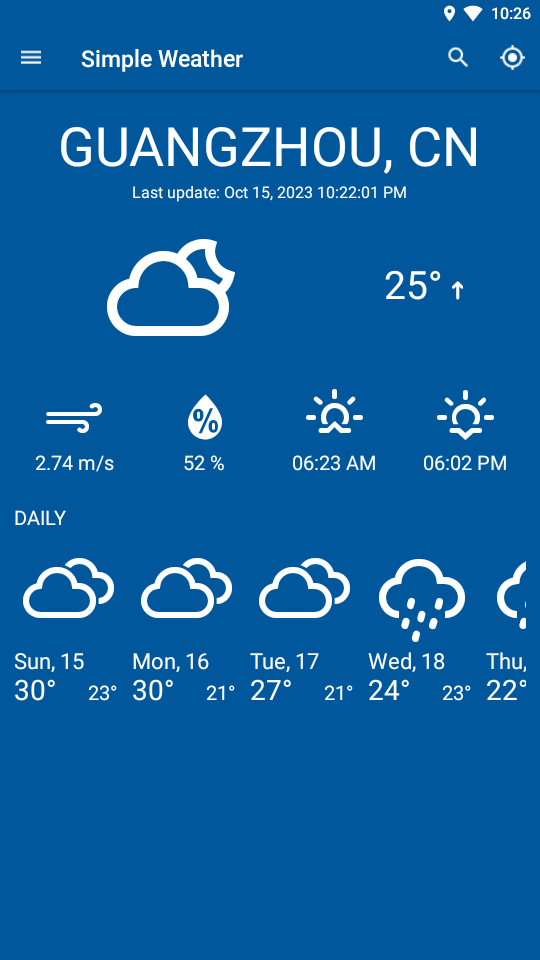 10:26
Simple Weather
GUANGZHOU, CN
Last update: Oct 15, 2023 10:22:01 PM
25°
%
2.74 m/s 52 % 06:23 AM 06:02 PM
DAILY
Sun, 15 Mon, 16 Tue, 17 Wed, 18 Thu,
30° 23° 30° 21° 27° 21° 24° 23° 22°